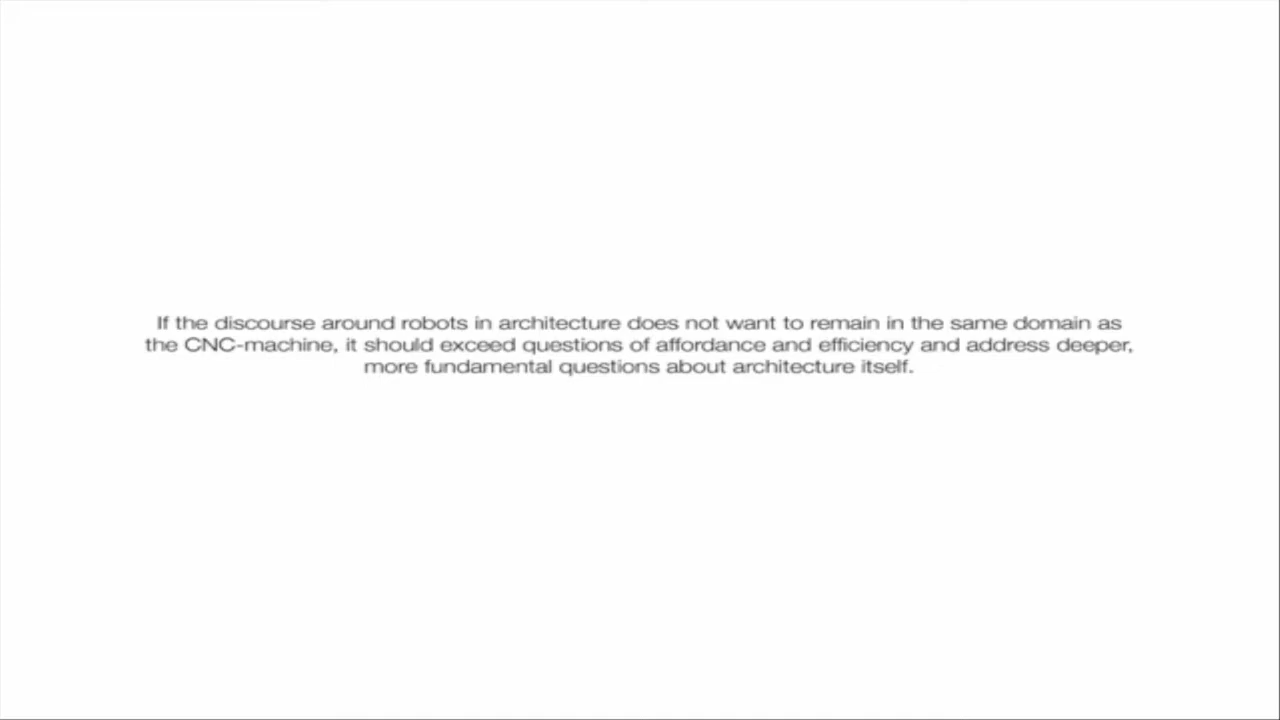 If the discourse around robots in architecture does not want to remain in the same domain as
the CNC-machine, it should exceed questions of affordance and efficiency and address deeper,
more fundamental questions about architecture itself.